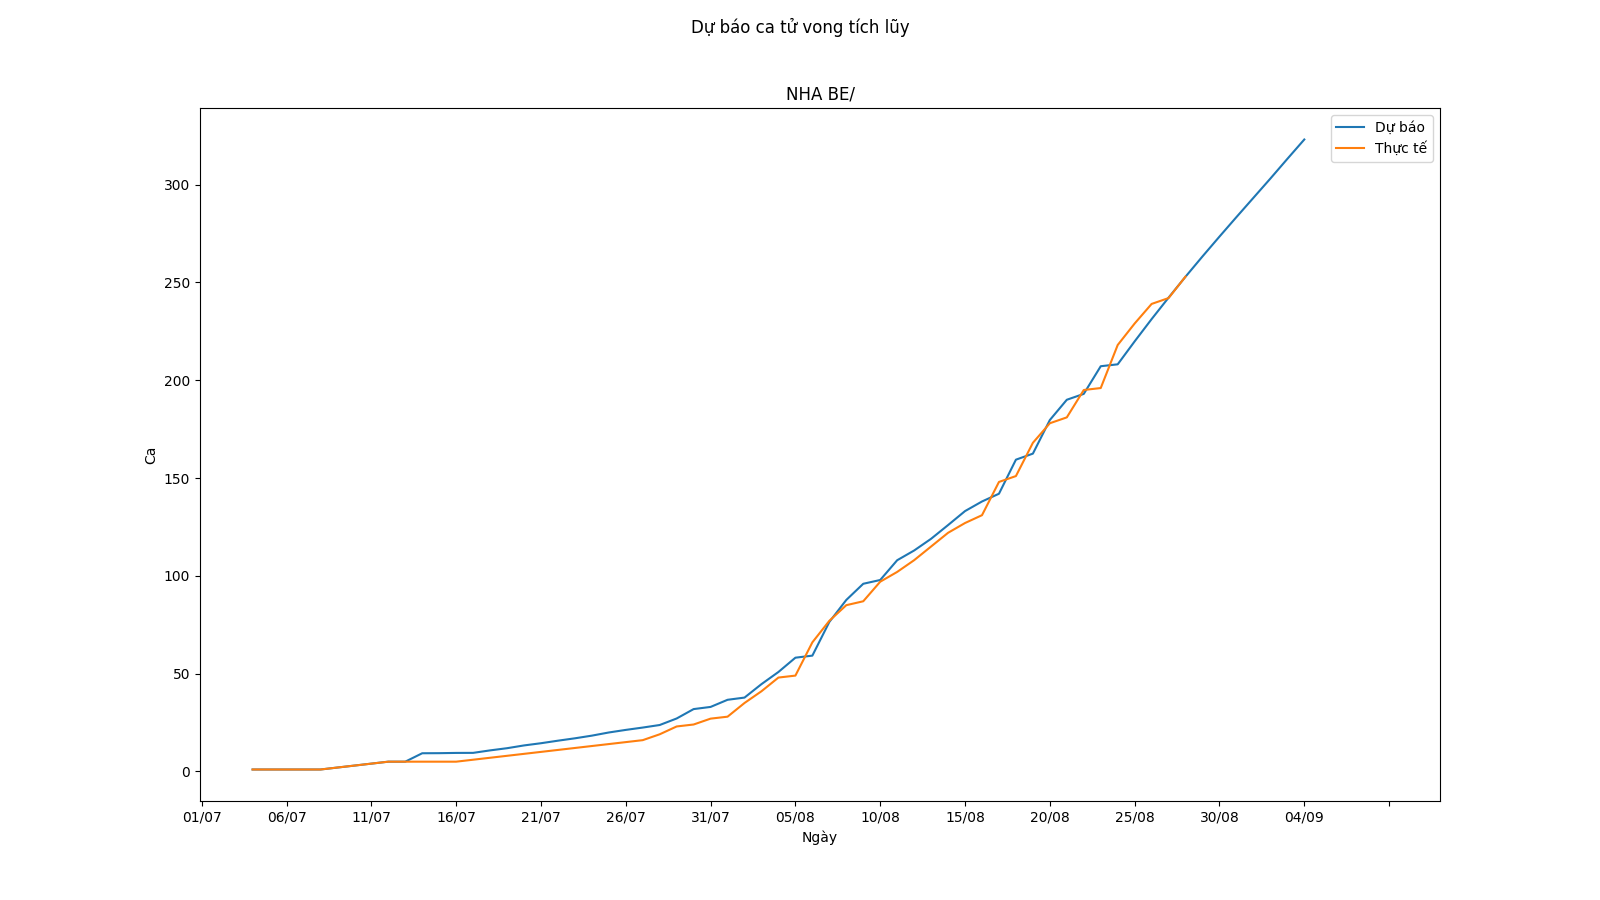 Dự báo ca tử vong tích lũy
NHA BE/
Dự báo
Thực tế
300
250
200
150
100
50
0
Ca
01/07 06/07 11/07 16/07 21/07 26/07 31/07 05/08 10/08 15/08 20/08 25/08 30/08 04/09
Ngày